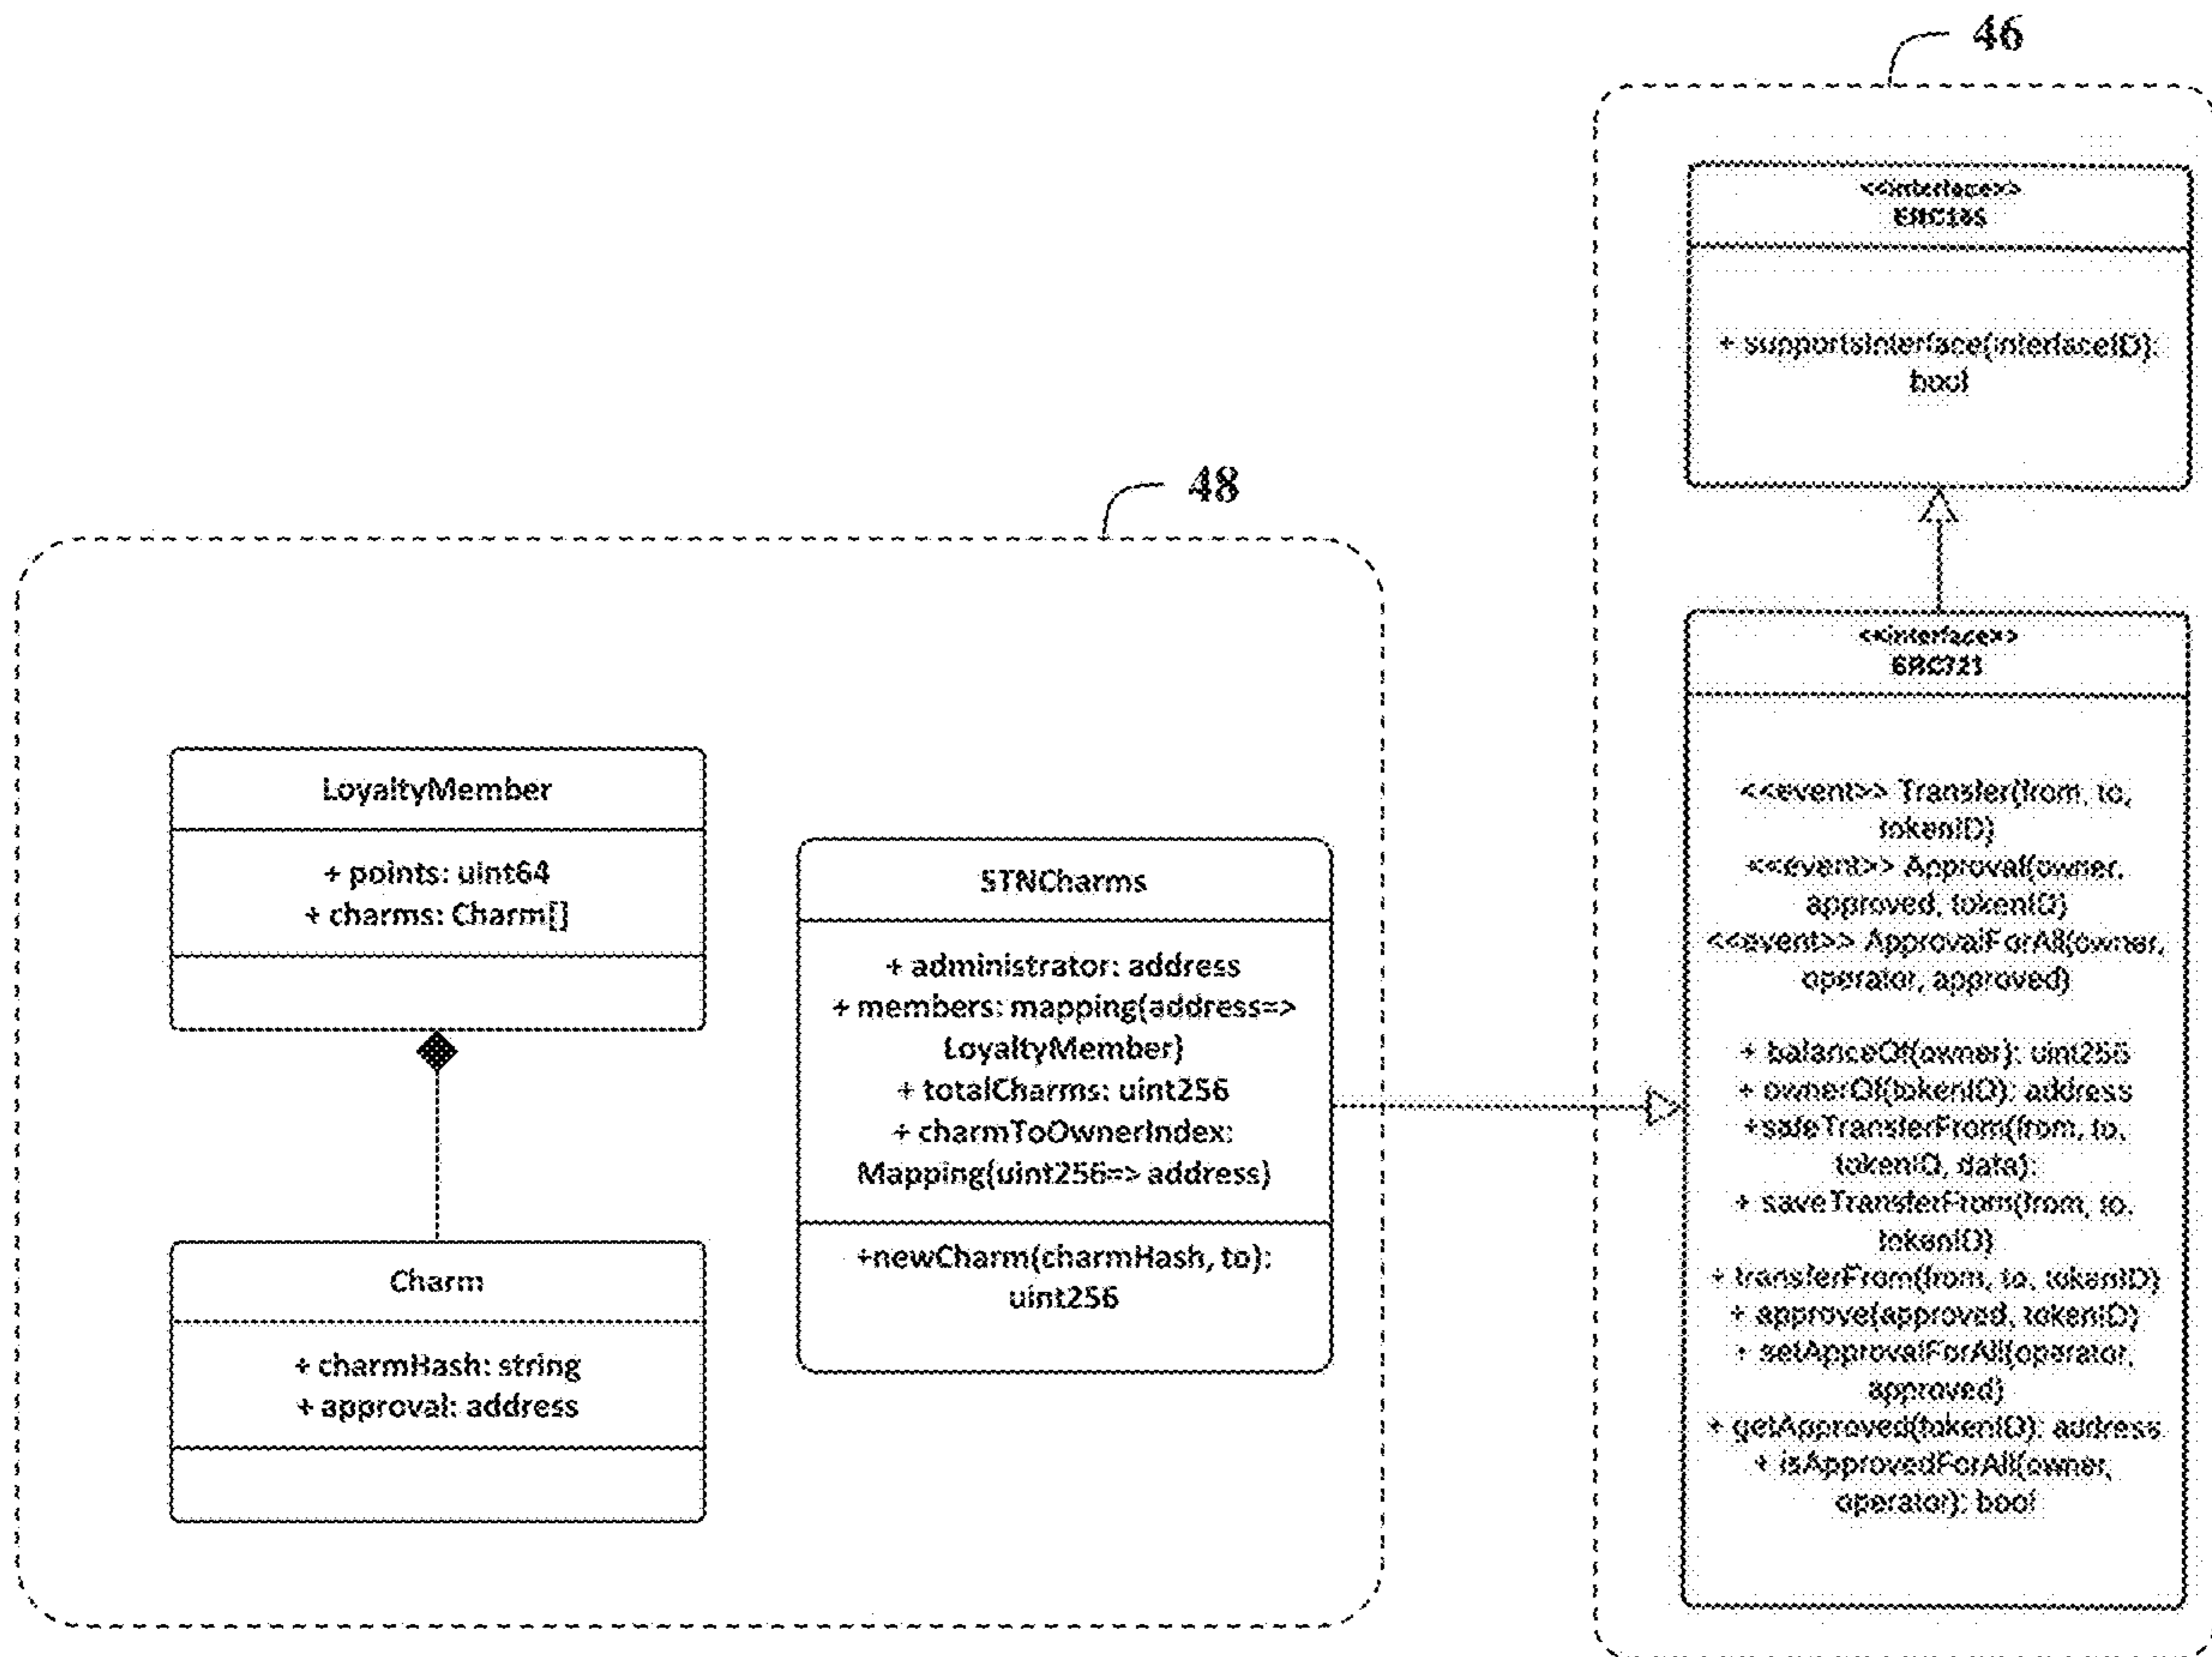 46
<<interface>>
ERC165
+ supportsInterface(interfaceID):
bool
48
<<interface>>
ERC721
<<event>> Transfer(from, to,
tokenID)
<<event>> Approval(owner,
approved, tokenID)
<<event>> ApprovalForAll(owner,
operator, approved)
+ balanceOf(owner): uint256
+ ownerOf(tokenID): address
+safeTransferFrom(from, to,
tokenID, data):
+ saveTransferFrom(from, to,
tokenID)
+ transferFrom(from, to, tokenID)
+ approve(approved, tokenID)
+ setApprovalForAll(operator,
approved)
+ getApproved(tokenID): address
+ isApprovedForAll(owner,
operator): bool
LoyaltyMember
+ points: uint64
+ charms: Charm[]
STNCharms
+ administrator: address
+ members: mapping(address=>
LoyaltyMember)
+ totalCharms: uint256
+ charmToOwnerIndex:
Mapping(uint256=> address)
+newCharm(charmHash, to):
uint256
Charm
+ charmHash: string
+ approval: address